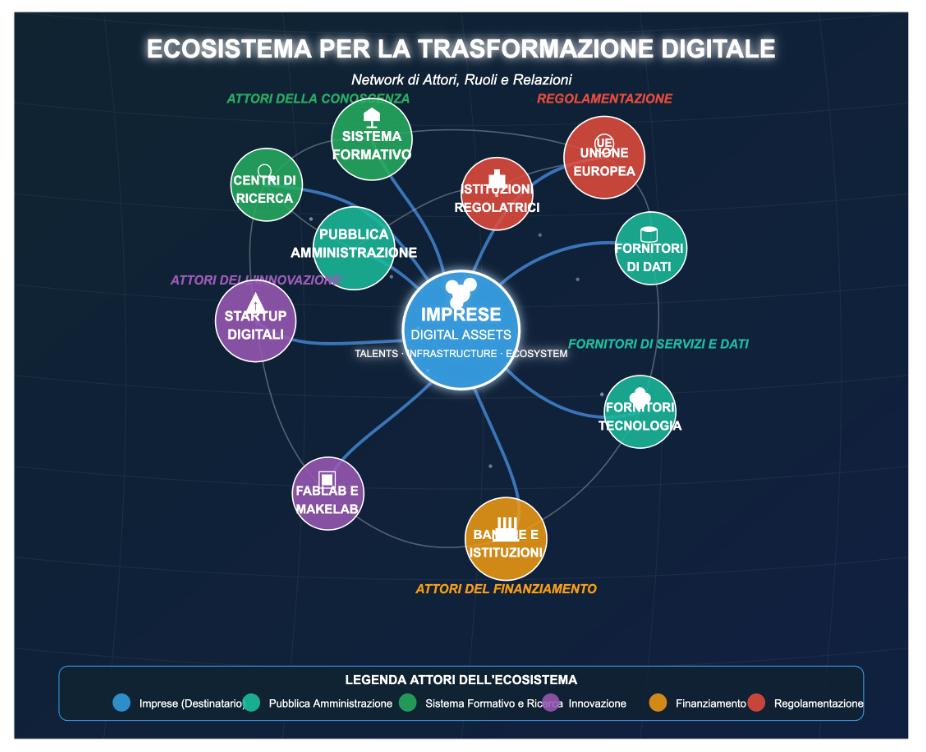 ECOSISTEMA PER LA TRASFORMAZIONE DIGITALE
Network di Attori, Ruoli e Relazioni
ATTORI DELLA CONOSCENZA
REGOLAMENTAZIONE
SISTEMA
FORMATIVO
UE
UNIONE
EUROPEA
CENTRI DI
RICERCA
ISTITUZIONI
REGOLATRICI
PUBBLICA
AMMINISTRAZIONE
FORNITORI
DI DATI
ATTORI DELL'INNOVAZIONE
STARTUP
DIGITALI
IMPRESE
DIGITAL ASSETS
TALENTS · INFRASTRUCTURE · ECOSYSTEM
FORNITORI DI SERVIZI E DATI
FORNITORI
TECNOLOGIA
FABLAB E
MAKELAB
BANCHE E
ISTITUZIONI
ATTORI DEL FINANZIAMENTO
LEGENDA ATTORI DELL'ECOSISTEMA
Imprese (Destinatario)
Pubblica Amministrazione
Sistema Formativo e Ricerca
Innovazione
Finanziamento
Regolamentazione